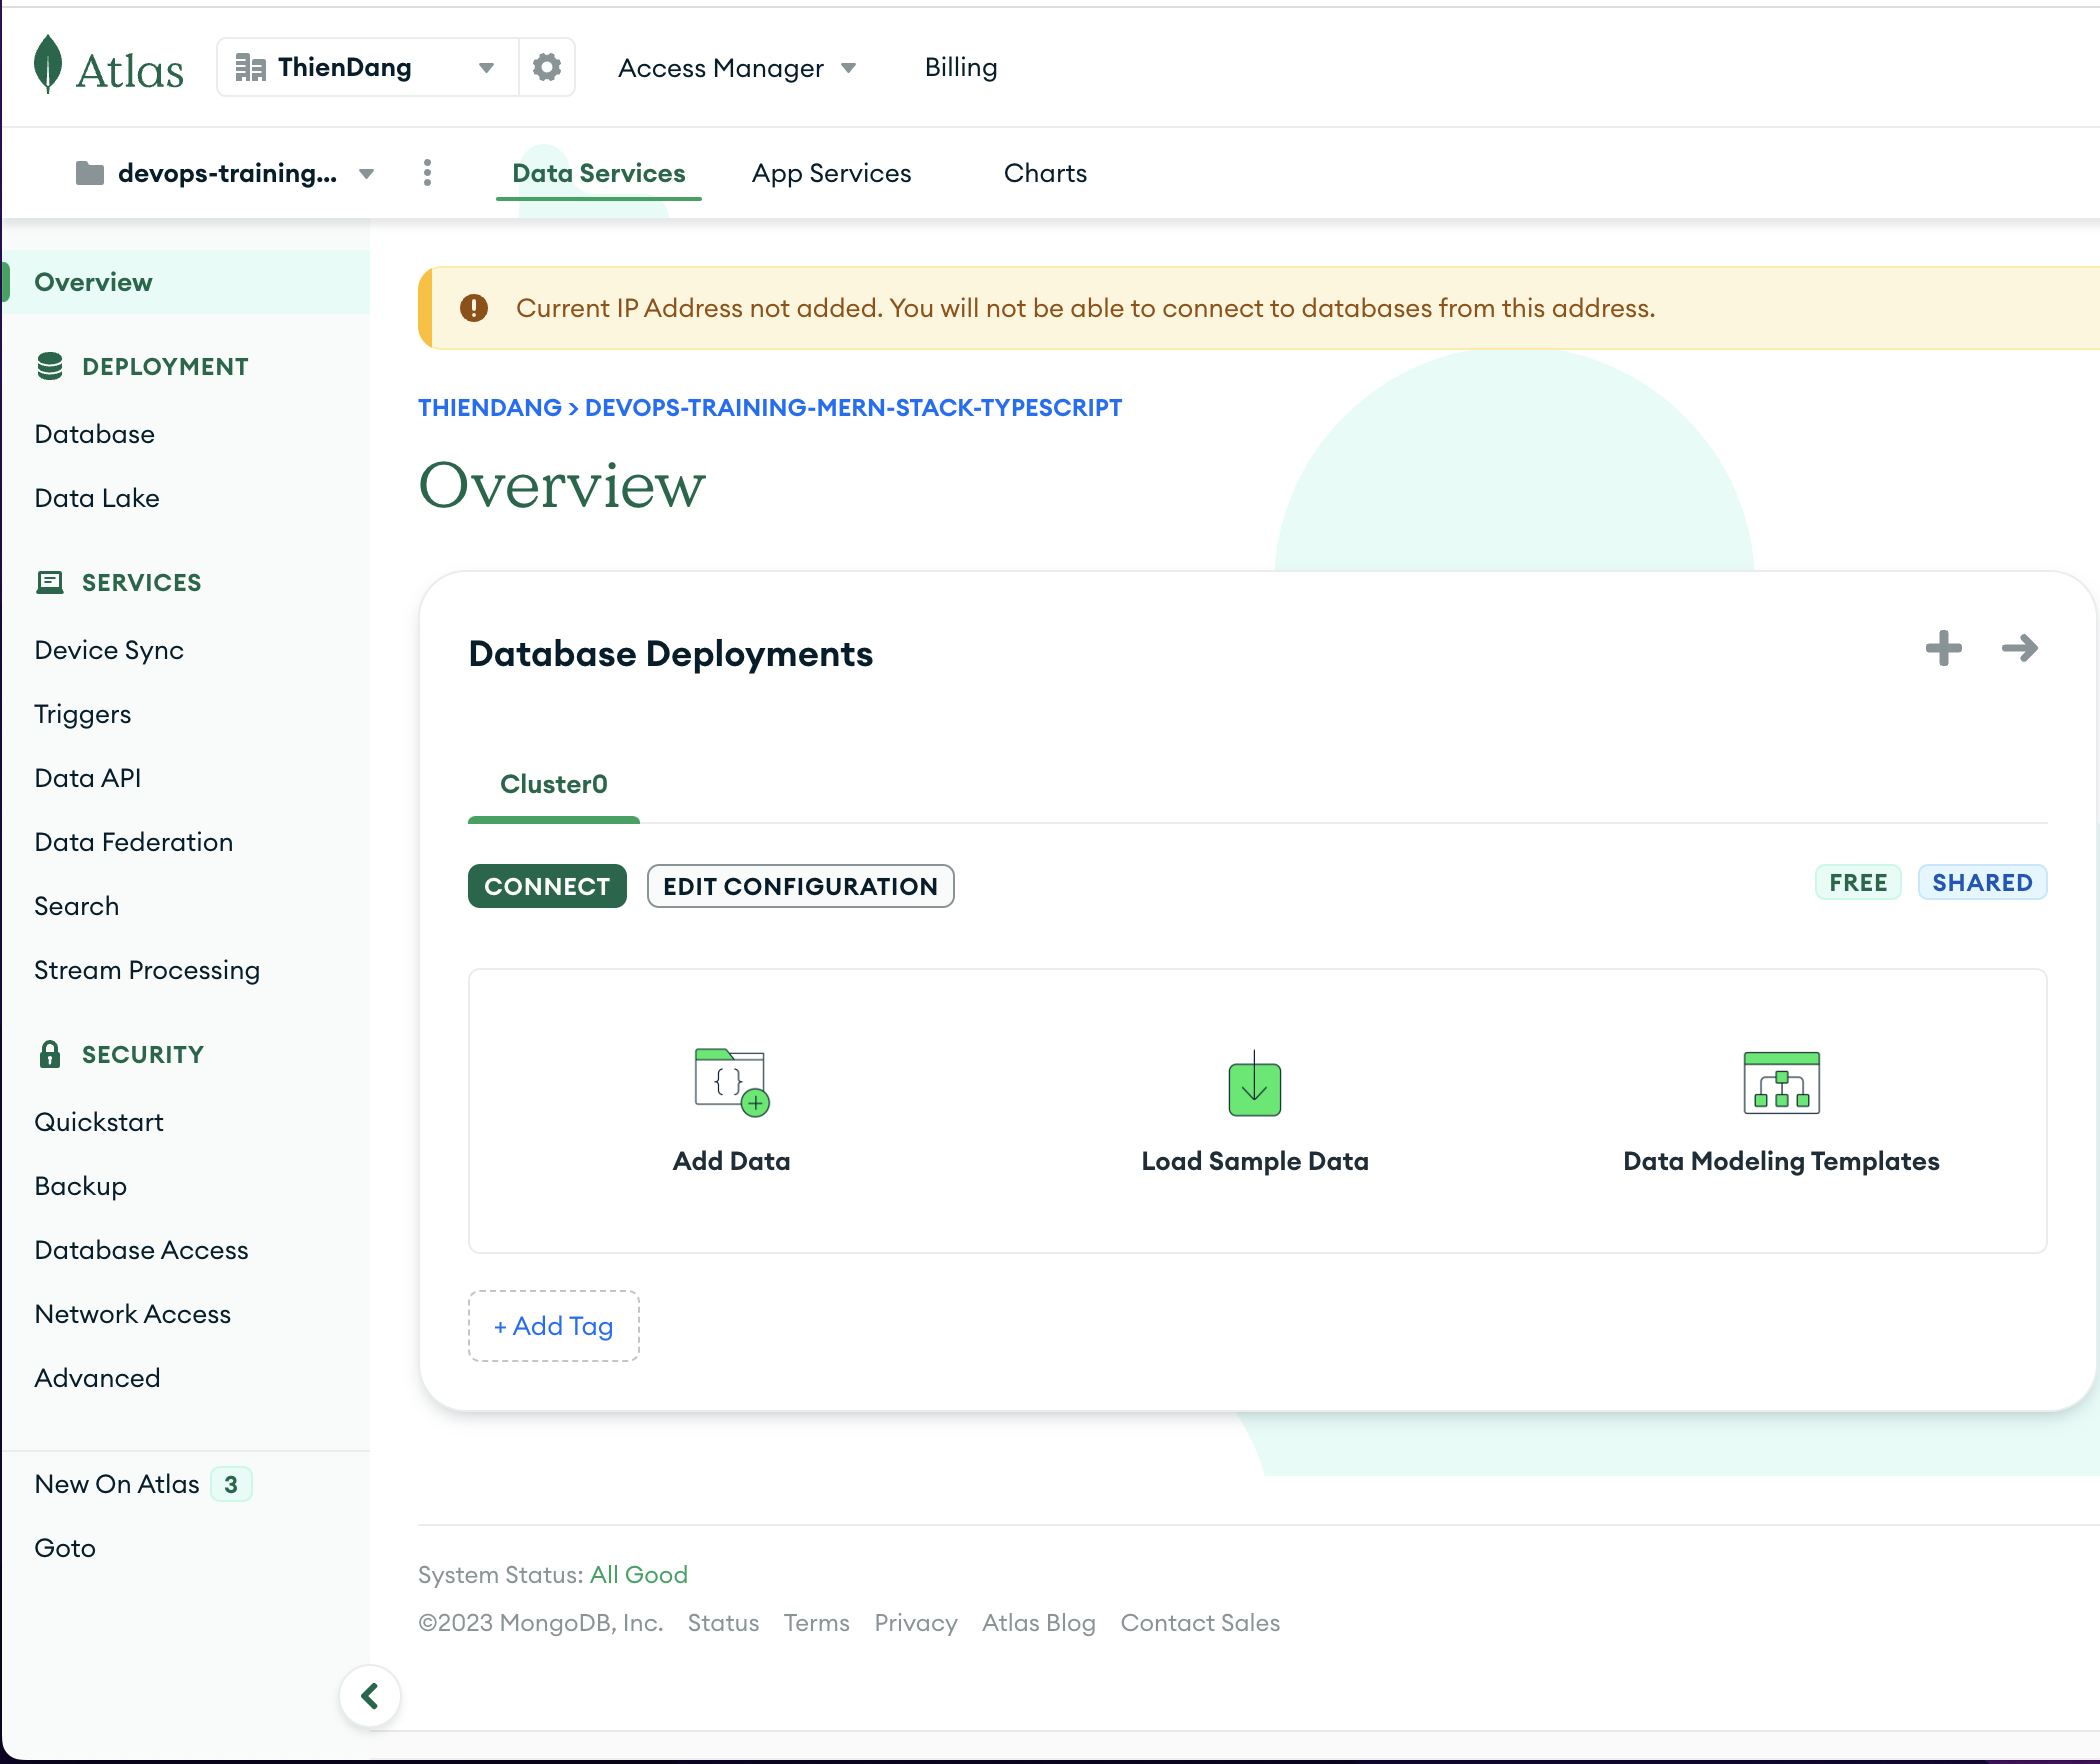 Atlas
ThienDang
Access Manager
Billing
devops-training...
Data Services
App Services
Charts
Overview
DEPLOYMENT
Database
Data Lake
SERVICES
Device Sync
Triggers
Data API
Data Federation
Search
Stream Processing
SECURITY
Quickstart
Backup
Database Access
Network Access
Advanced
New On Atlas 3
Goto
Current IP Address not added. You will not be able to connect to databases from this address.
THIENDANG > DEVOPS-TRAINING-MERN-STACK-TYPESCRIPT
Overview
Database Deployments
Cluster0
CONNECT
EDIT CONFIGURATION
FREE
SHARED
{ }
Add Data
Load Sample Data
Data Modeling Templates
+ Add Tag
System Status: All Good
©2023 MongoDB, Inc. Status Terms Privacy Atlas Blog Contact Sales